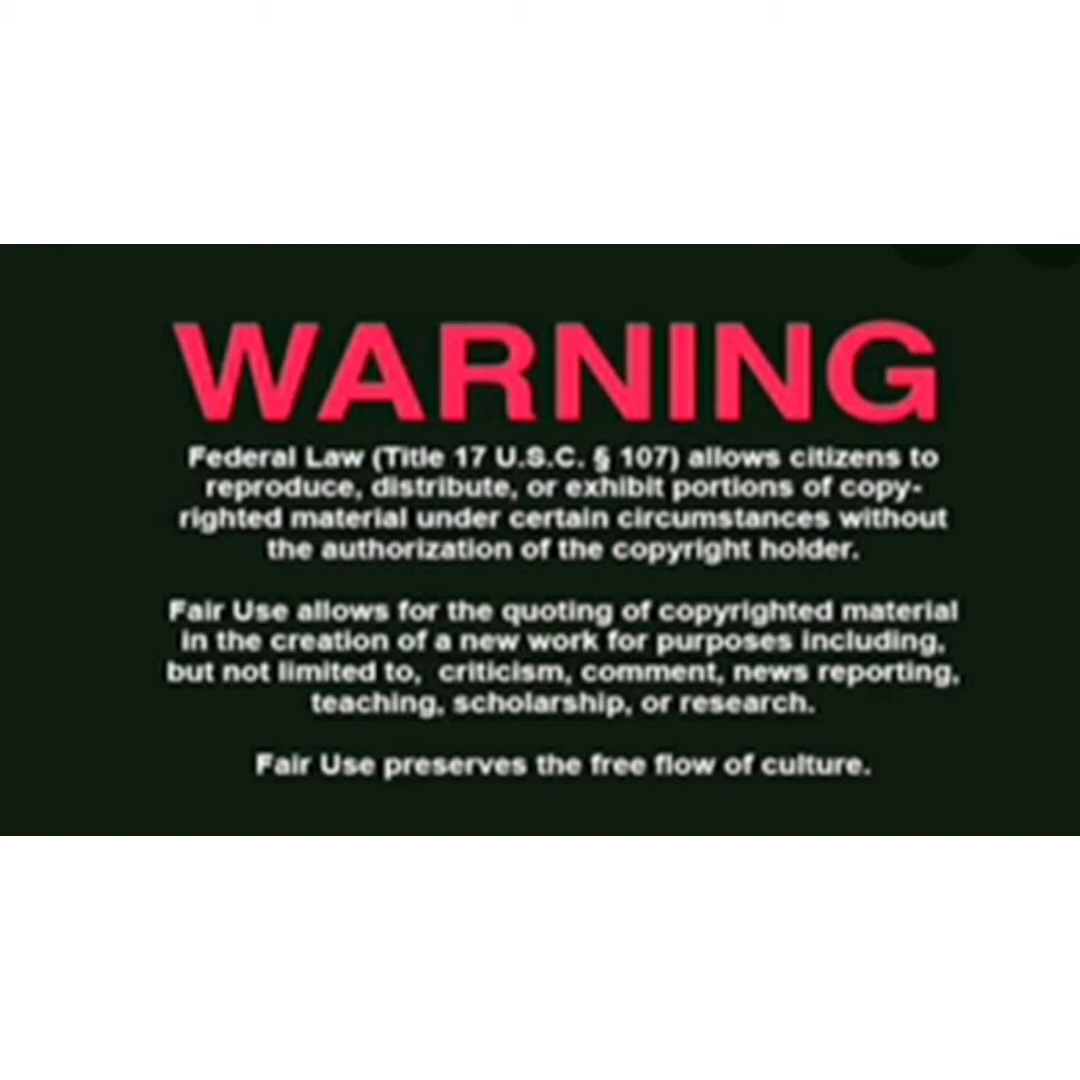 WARNING
Federal Law (Title 17 U.S.C. § 107) allows citizens to
reproduce, distribute, or exhibit portions of copy-
righted material under certain circumstances without
the authorization of the copyright holder.
Fair Use allows for the quoting of copyrighted material
in the creation of a new work for purposes including,
but not limited to, criticism, comment, news reporting,
teaching, scholarship, or research.
Fair Use preserves the free flow of culture.